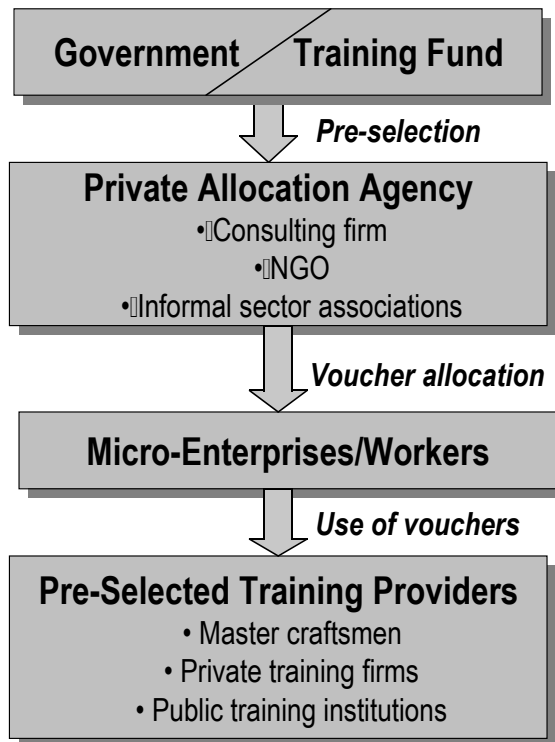 Government / Training Fund
Pre-selection
Private Allocation Agency
•▯Consulting firm
•▯NGO
•▯Informal sector associations
Voucher allocation
Micro-Enterprises/Workers
Use of vouchers
Pre-Selected Training Providers
• Master craftsmen
• Private training firms
• Public training institutions